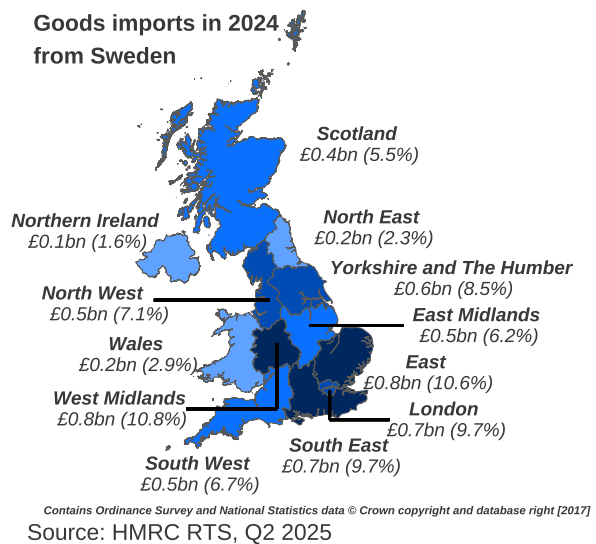 Goods imports in 2024
from Sweden
Scotland
£0.4bn (5.5%)
Northern Ireland
£0.1bn (1.6%)
North East
£0.2bn (2.3%)
Yorkshire and The Humber
£0.6bn (8.5%)
North West
£0.5bn (7.1%)
East Midlands
£0.5bn (6.2%)
Wales
£0.2bn (2.9%)
East
£0.8bn (10.6%)
West Midlands
£0.8bn (10.8%)
London
£0.7bn (9.7%)
South East
£0.7bn (9.7%)
South West
£0.5bn (6.7%)
Contains Ordinance Survey and National Statistics data © Crown copyright and database right [2017]
Source: HMRC RTS, Q2 2025